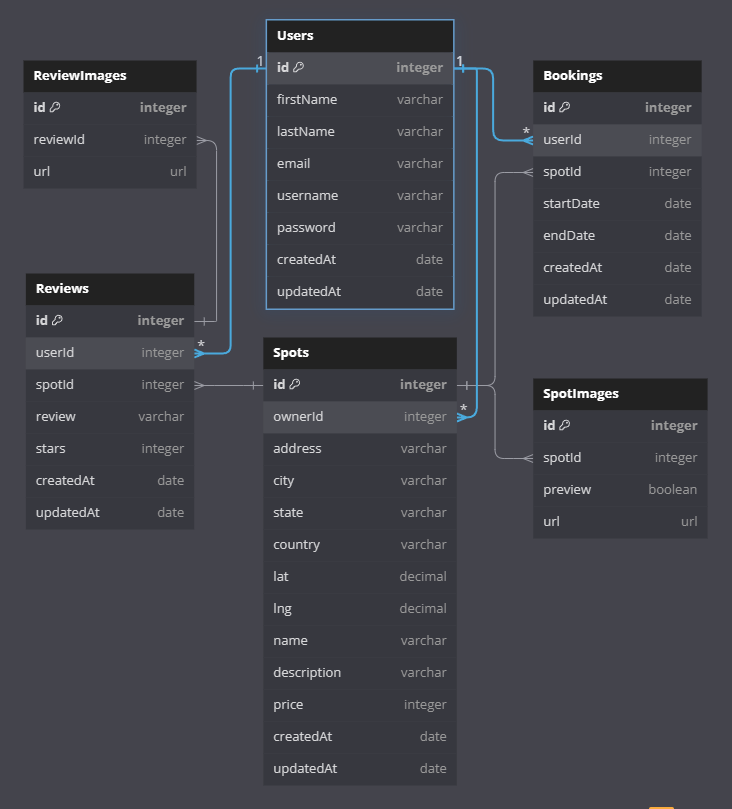 ReviewImages
id integer
reviewId integer
url url
Users
id integer
firstName varchar
lastName varchar
email varchar
username varchar
password varchar
createdAt date
updatedAt date
1
1
Bookings
id integer
*
userId integer
spotId integer
startDate date
endDate date
createdAt date
updatedAt date
Reviews
id integer
*
userId integer
spotId integer
review varchar
stars integer
createdAt date
updatedAt date
Spots
id integer
*
ownerId integer
address varchar
city varchar
state varchar
country varchar
lat decimal
lng decimal
name varchar
description varchar
price integer
createdAt date
updatedAt date
SpotImages
id integer
spotId integer
preview boolean
url url